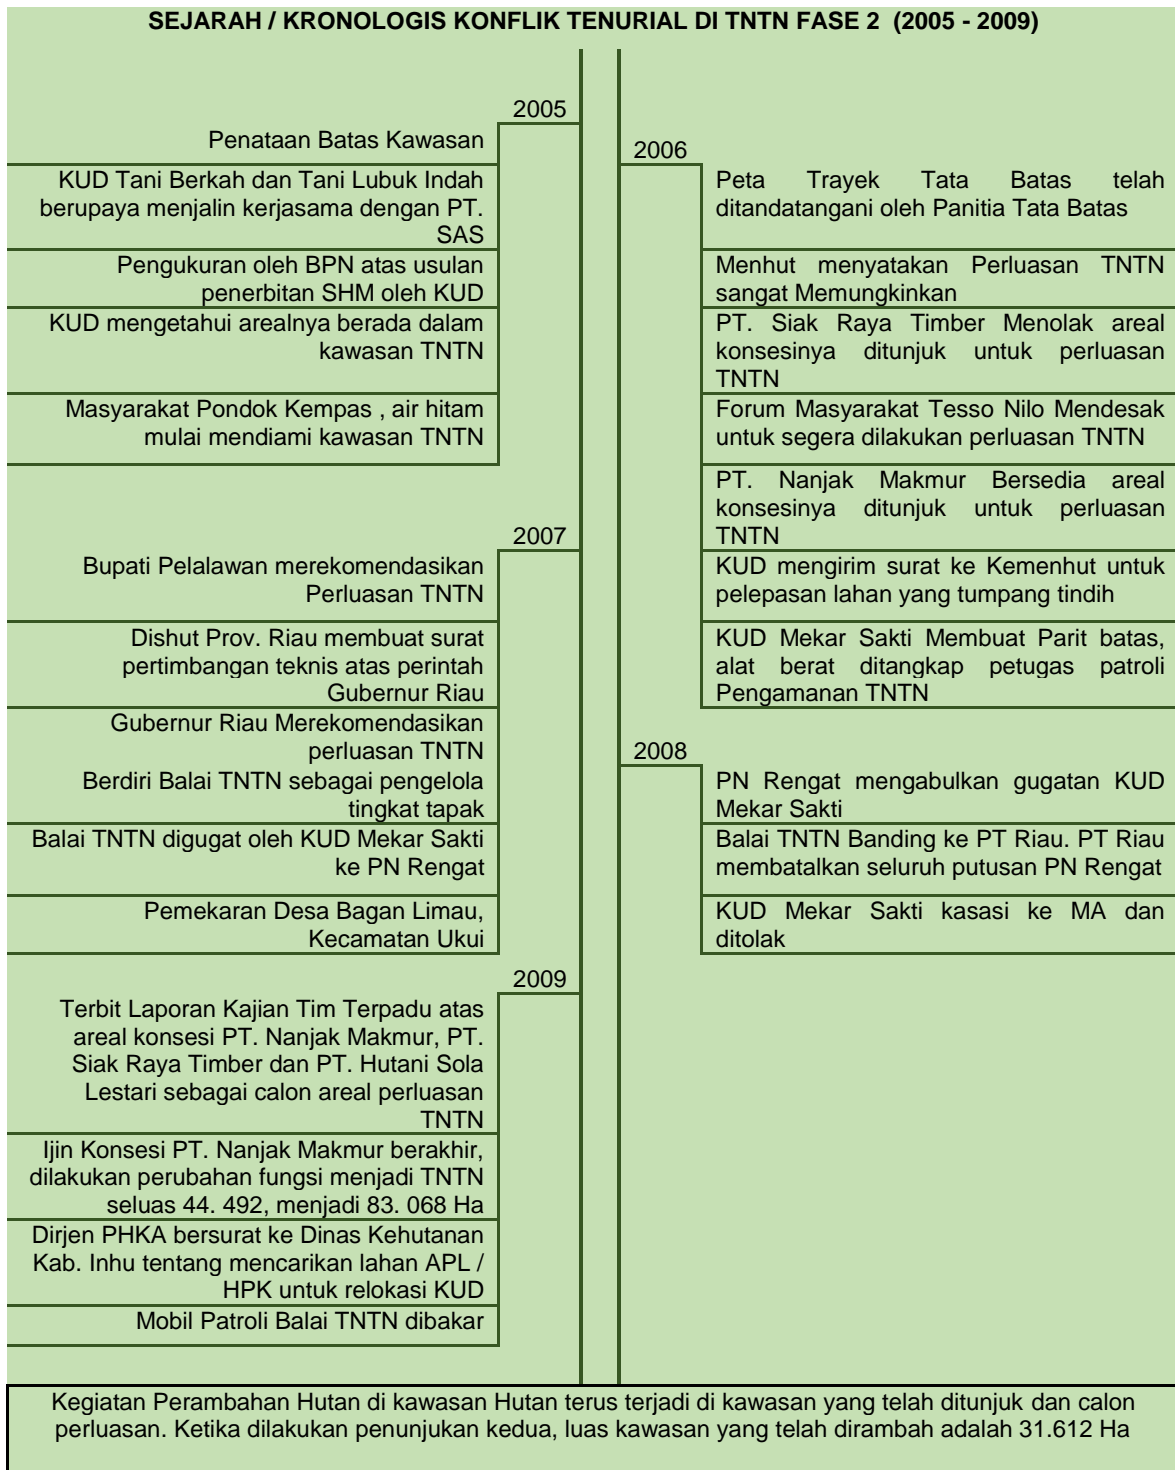 SEJARAH / KRONOLOGIS KONFLIK TENURIAL DI TNTN FASE 2 (2005 - 2009)
2005
Penataan Batas Kawasan
KUD Tani Berkah dan Tani Lubuk Indah
berupaya menjalin kerjasama dengan PT.
SAS
Pengukuran oleh BPN atas usulan
penerbitan SHM oleh KUD
KUD mengetahui arealnya berada dalam
kawasan TNTN
Masyarakat Pondok Kempas , air hitam
mulai mendiami kawasan TNTN
2006
Peta Trayek Tata Batas telah
ditandatangani oleh Panitia Tata Batas
Menhut menyatakan Perluasan TNTN
sangat Memungkinkan
PT. Siak Raya Timber Menolak areal
konsesinya ditunjuk untuk perluasan
TNTN
Forum Masyarakat Tesso Nilo Mendesak
untuk segera dilakukan perluasan TNTN
PT. Nanjak Makmur Bersedia areal
konsesinya ditunjuk untuk perluasan
TNTN
KUD mengirim surat ke Kemenhut untuk
pelepasan lahan yang tumpang tindih
KUD Mekar Sakti Membuat Parit batas,
alat berat ditangkap petugas patroli
Pengamanan TNTN
2007
Bupati Pelalawan merekomendasikan
Perluasan TNTN
Dishut Prov. Riau membuat surat
pertimbangan teknis atas perintah
Gubernur Riau
Gubernur Riau Merekomendasikan
perluasan TNTN
Berdiri Balai TNTN sebagai pengelola
tingkat tapak
Balai TNTN digugat oleh KUD Mekar Sakti
ke PN Rengat
Pemekaran Desa Bagan Limau,
Kecamatan Ukui
2008
PN Rengat mengabulkan gugatan KUD
Mekar Sakti
Balai TNTN Banding ke PT Riau. PT Riau
membatalkan seluruh putusan PN Rengat
KUD Mekar Sakti kasasi ke MA dan
ditolak
2009
Terbit Laporan Kajian Tim Terpadu atas
areal konsesi PT. Nanjak Makmur, PT.
Siak Raya Timber dan PT. Hutani Sola
Lestari sebagai calon areal perluasan
TNTN
Ijin Konsesi PT. Nanjak Makmur berakhir,
dilakukan perubahan fungsi menjadi TNTN
seluas 44. 492, menjadi 83. 068 Ha
Dirjen PHKA bersurat ke Dinas Kehutanan
Kab. Inhu tentang mencarikan lahan APL /
HPK untuk relokasi KUD
Mobil Patroli Balai TNTN dibakar
Kegiatan Perambahan Hutan di kawasan Hutan terus terjadi di kawasan yang telah ditunjuk dan calon
perluasan. Ketika dilakukan penunjukan kedua, luas kawasan yang telah dirambah adalah 31.612 Ha